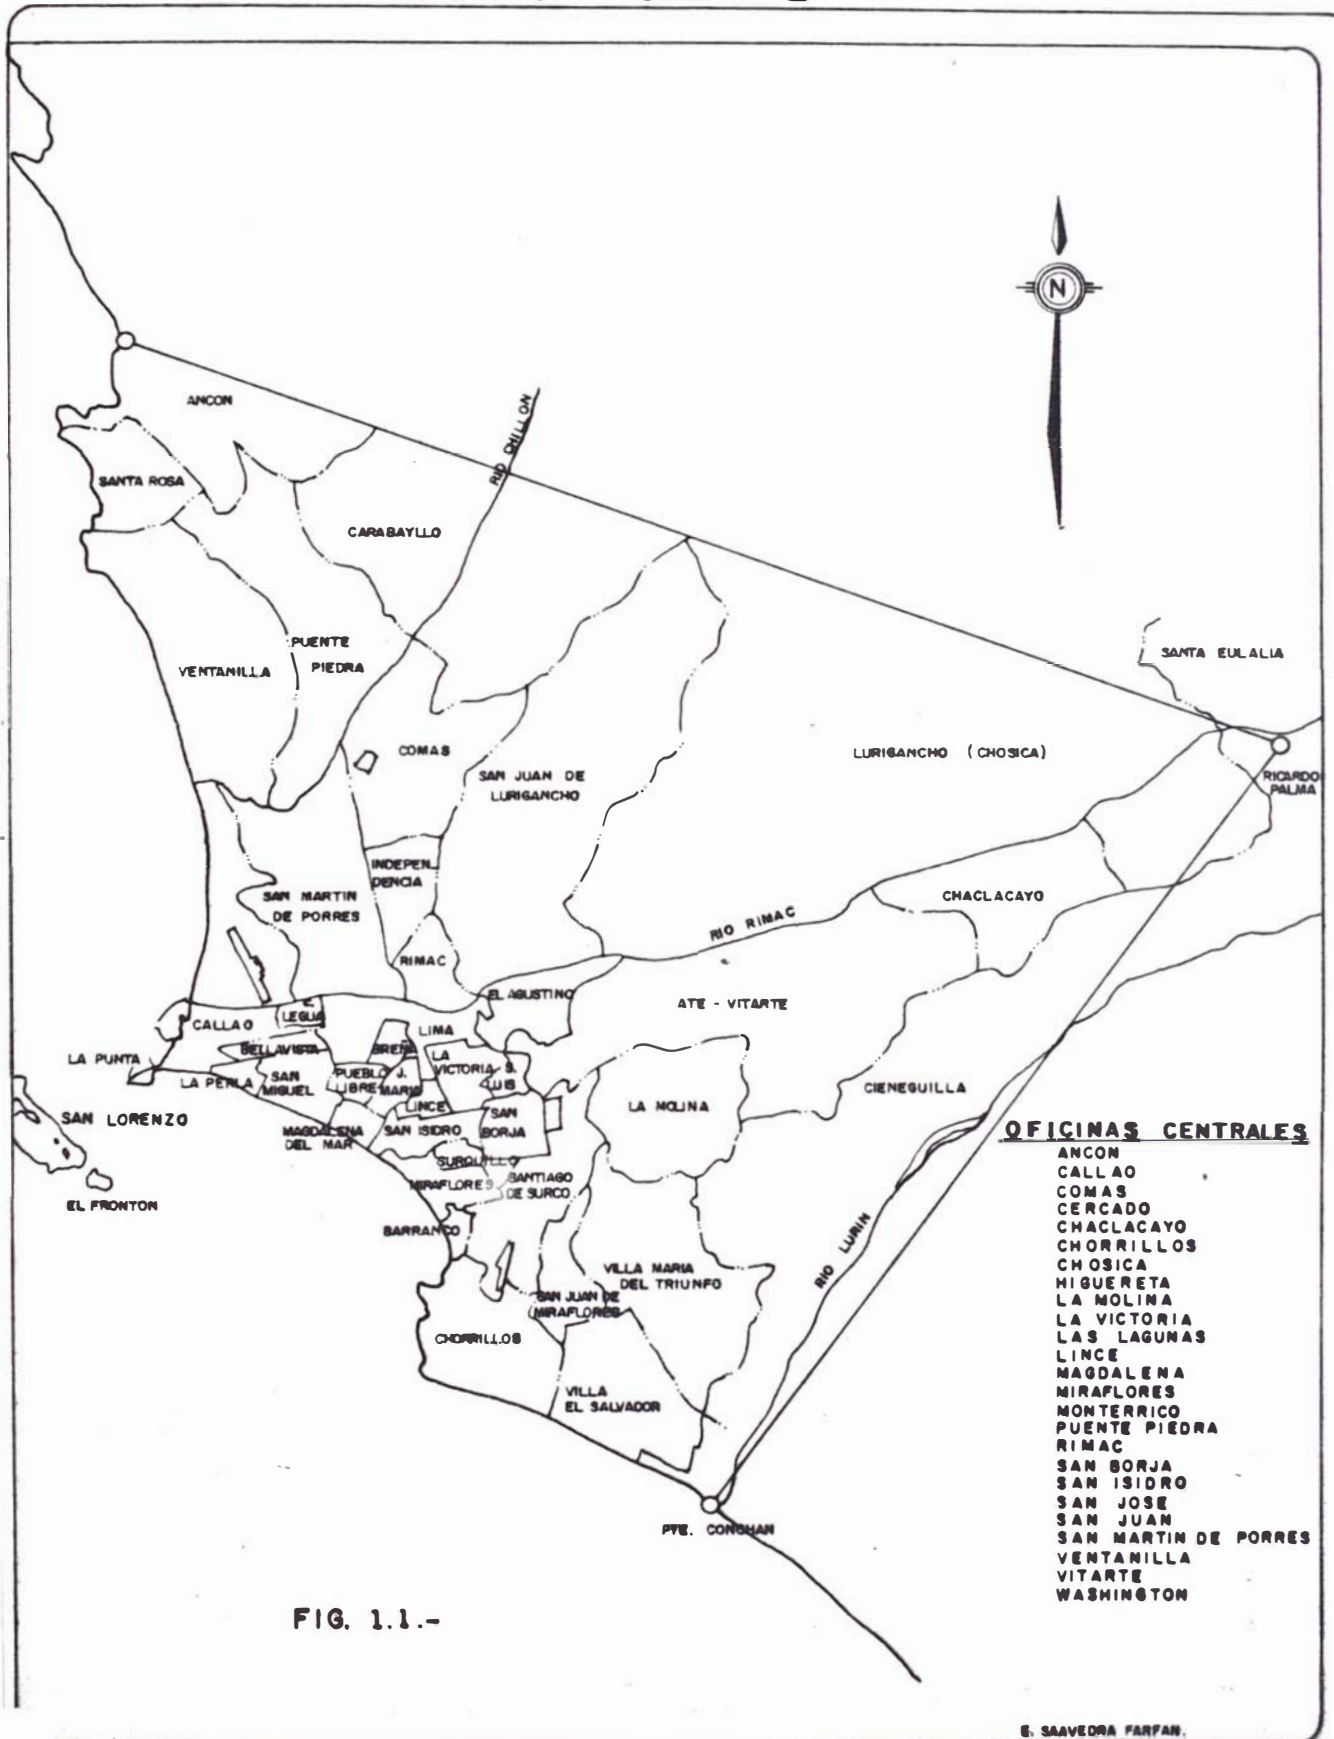 N
ANCON
RIO CHILLON
SANTA ROSA
CARABAYLLO
PUENTE
PIEDRA
VENTANILLA
SANTA EULALIA
COMAS
LURIGANCHO (CHOSICA)
SAN JUAN DE
LURIGANCHO
RICARDO
PALMA
INDEPEN_
DENCIA
SAN MARTIN
DE PORRES
CHACLACAYO
RIO RIMAC
RIMAC
EL AGUSTINO
ATE - VITARTE
LEGUA
CALLAO
LIMA
BELLAVISTA
BREÑA
LA PUNTA
LA
VICTORIA
S.
LUIS
LA PERLA
SAN
MIGUEL
PUEBLO
LIBRE
J.
MARIA
CIENEGUILLA
LA MOLINA
LINCE
SAN
BORJA
SAN LORENZO
MAGDALENA
DEL MAR
SAN ISIDRO
SURQUILLO
MIRAFLORES
SANTIAGO
DE SURCO
EL FRONTON
BARRANCO
RIO LURIN
VILLA MARIA
DEL TRIUNFO
SAN JUAN DE
MIRAFLORES
CHORRILLOS
VILLA
EL SALVADOR
PTE. CONCHAN
OFICINAS CENTRALES
ANCON
CALLAO
COMAS
CERCADO
CHACLACAYO
CHORRILLOS
CHOSICA
HIGUERETA
LA MOLINA
LA VICTORIA
LAS LAGUNAS
LINCE
MAGDALENA
MIRAFLORES
MONTERRICO
PUENTE PIEDRA
RIMAC
SAN BORJA
SAN ISIDRO
SAN JOSE
SAN JUAN
SAN MARTIN DE PORRES
VENTANILLA
VITARTE
WASHINGTON
FIG. 1.1.-
E. SAAVEDRA FARFAN.